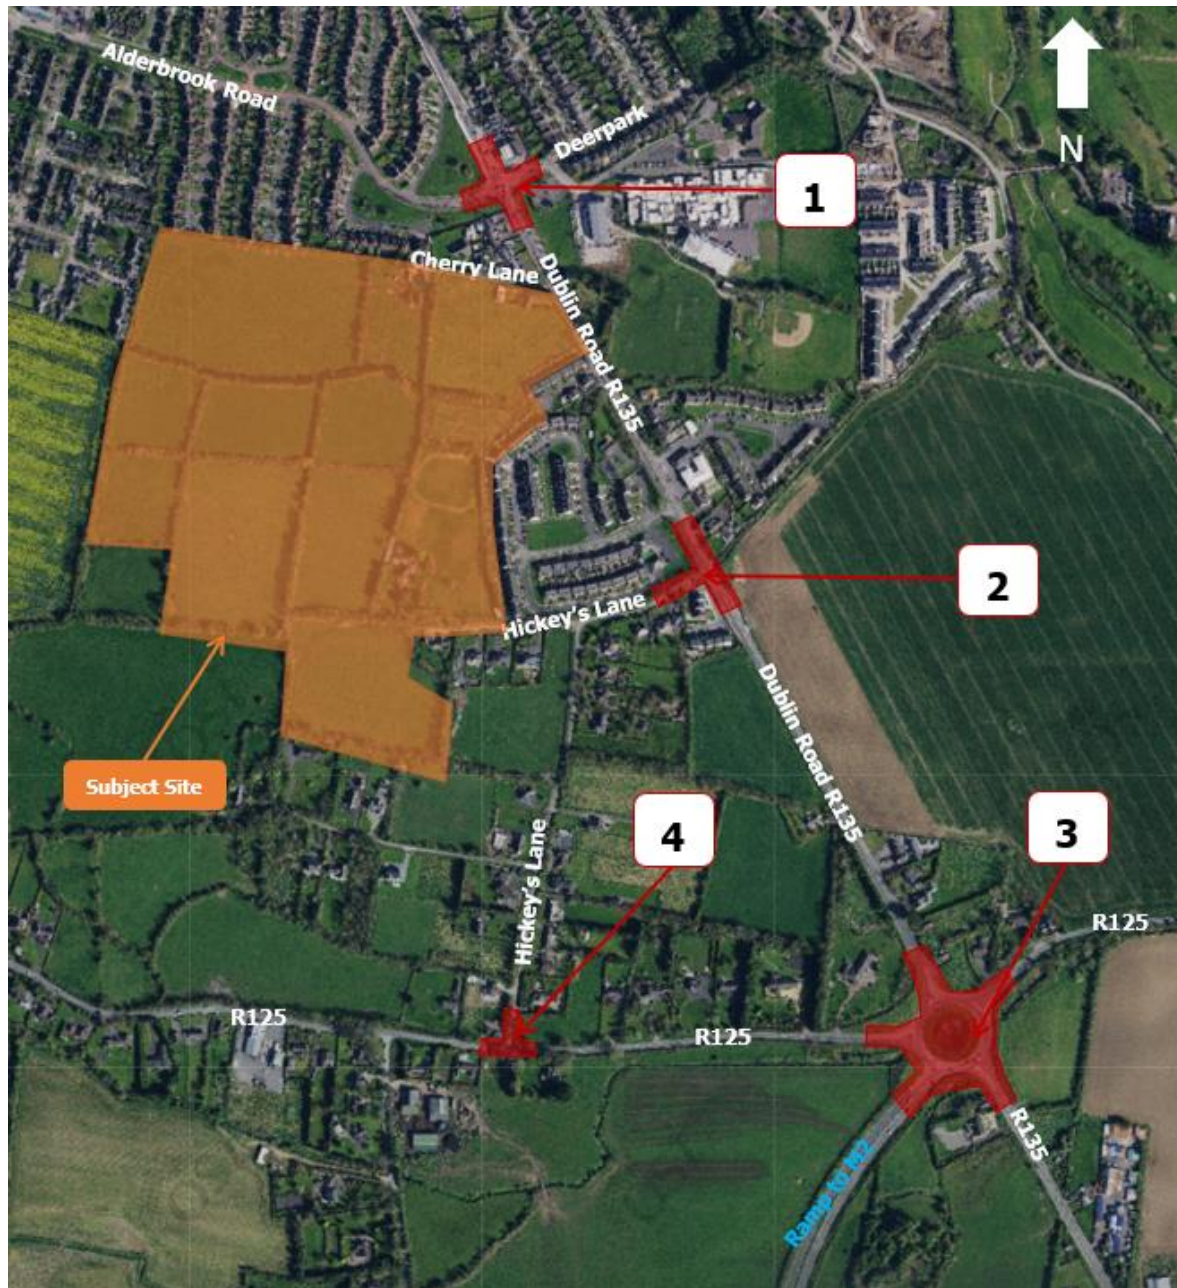 Alderbrook Road
Deerpark
N
1
Cherry Lane
Dublin Road R135
2
Hickey's Lane
Dublin Road R135
Subject Site
4
3
Hickey's Lane
R125
R125
R125
R135
Ramp to M2